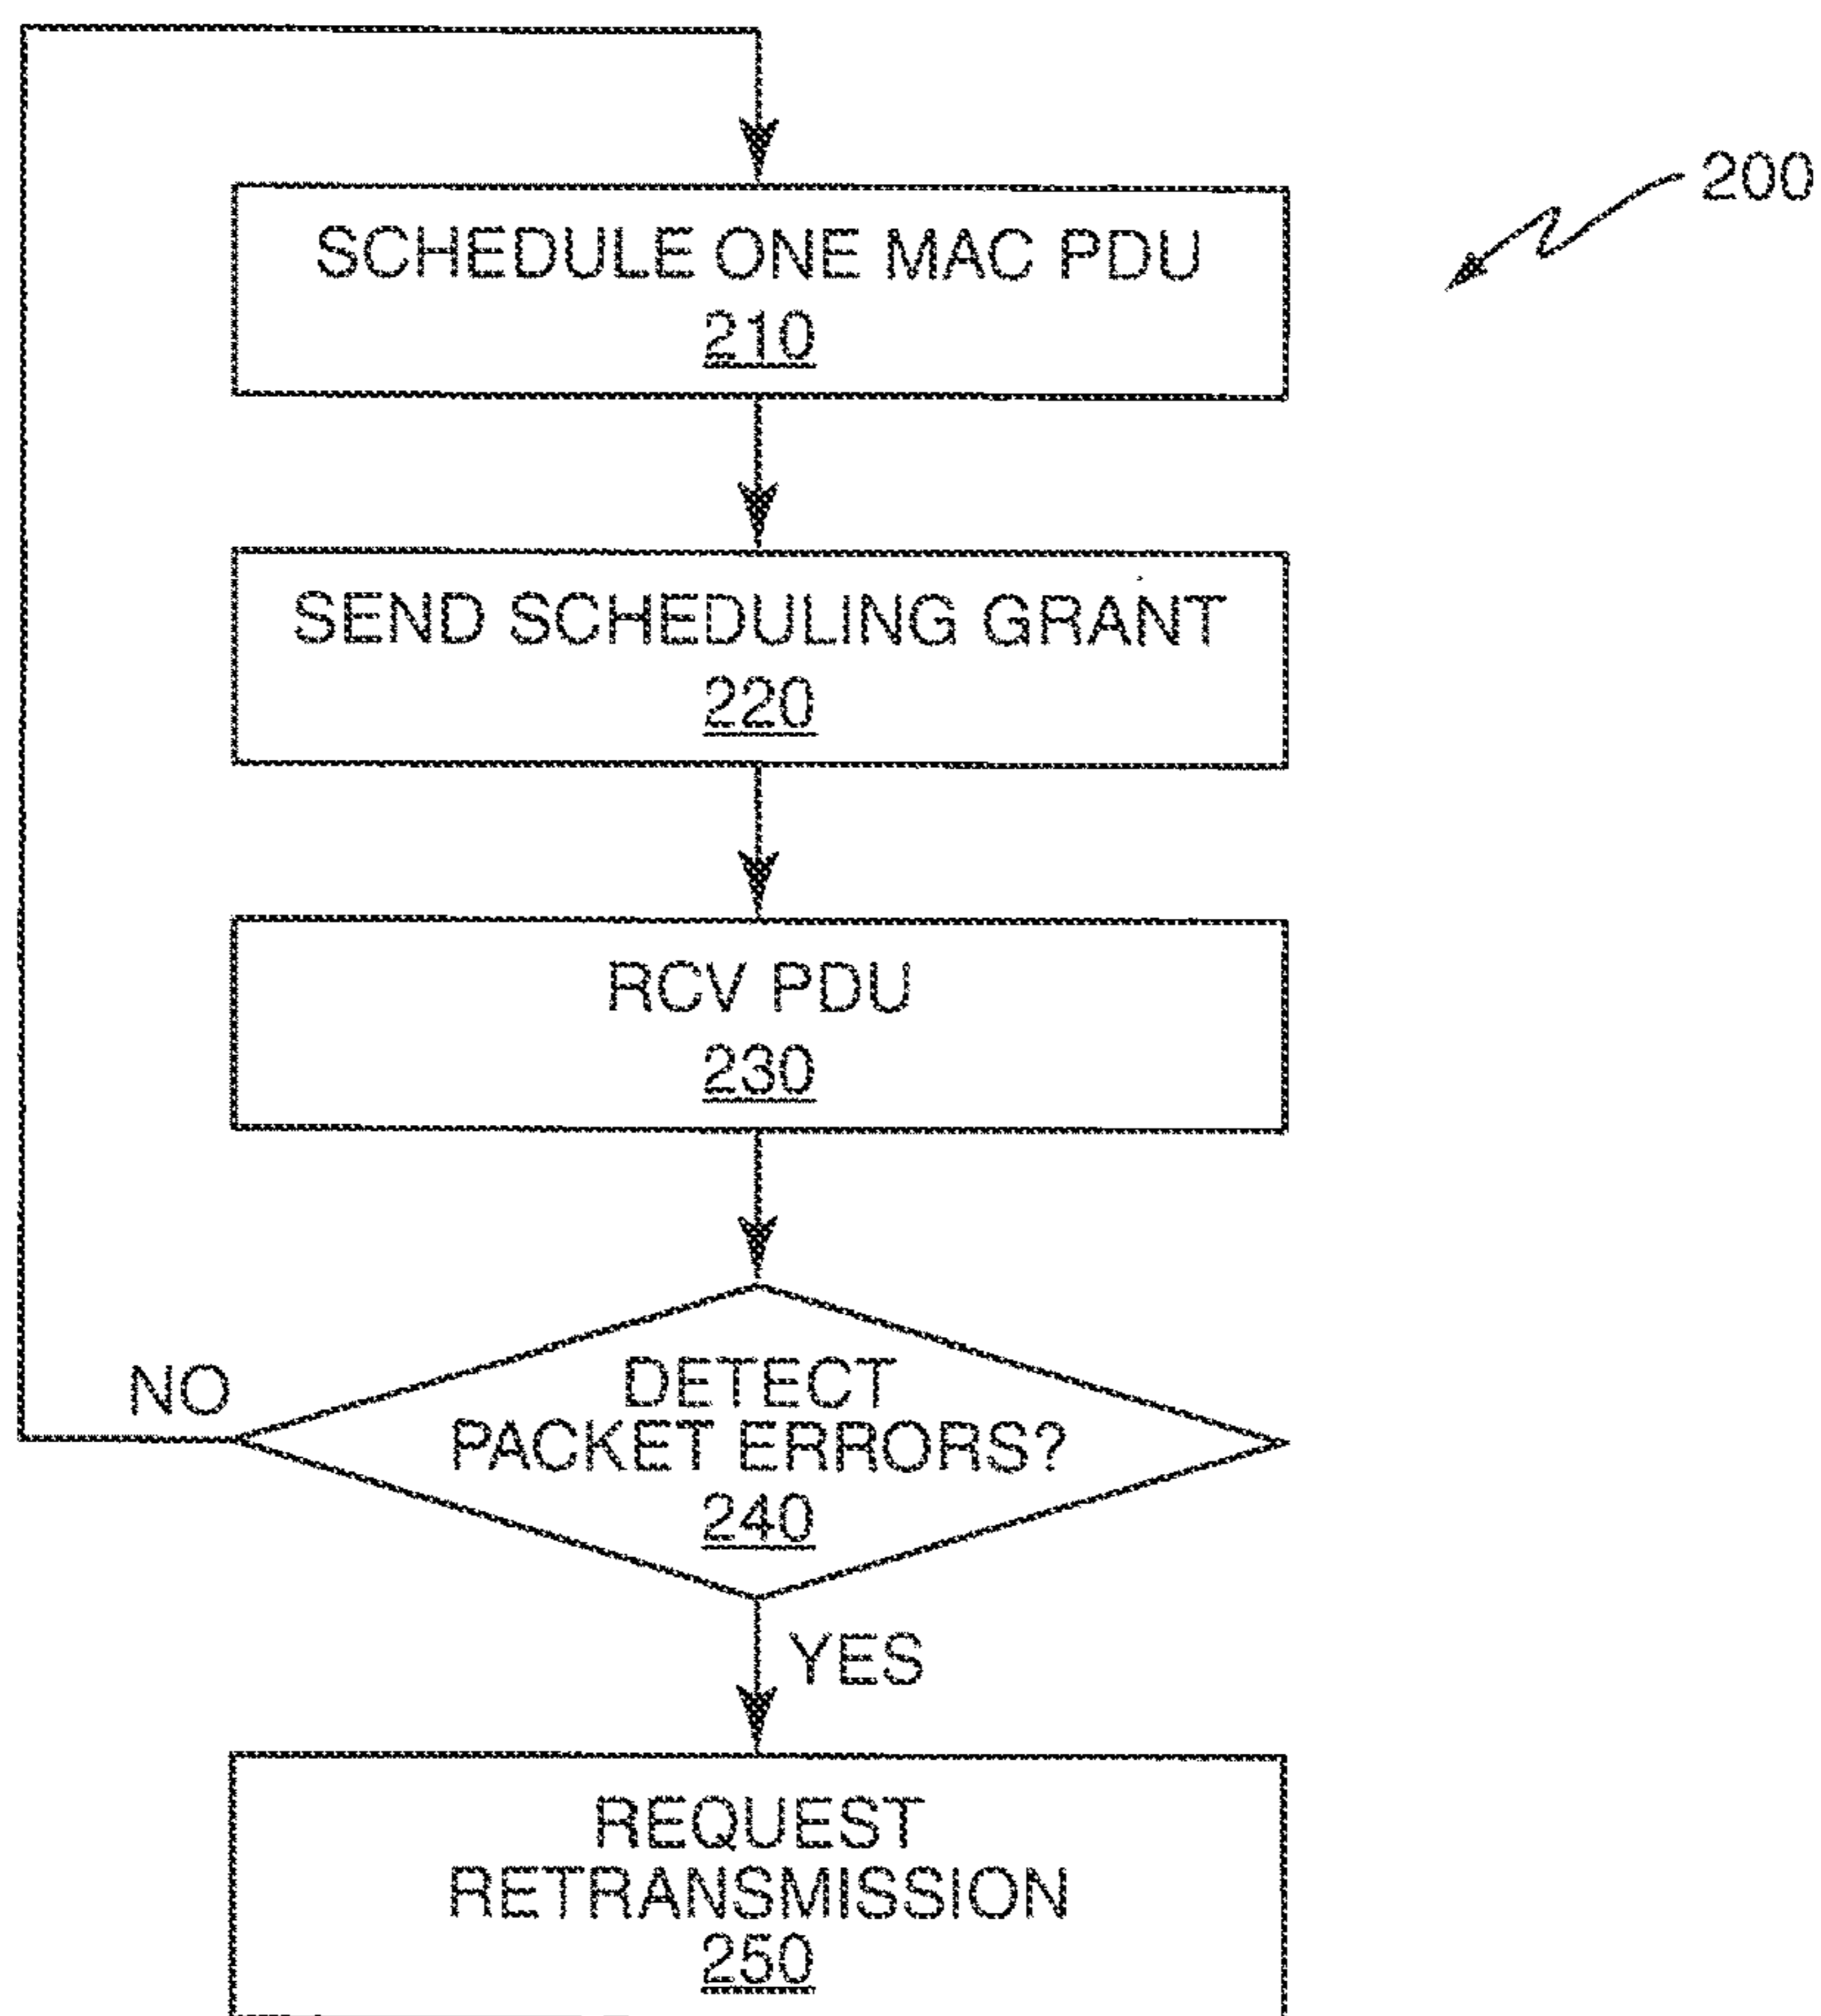 200
SCHEDULE ONE MAC PDU
210
SEND SCHEDULING GRANT
220
RCV PDU
230
DETECT
PACKET ERRORS?
240
NO
YES
REQUEST
RETRANSMISSION
250